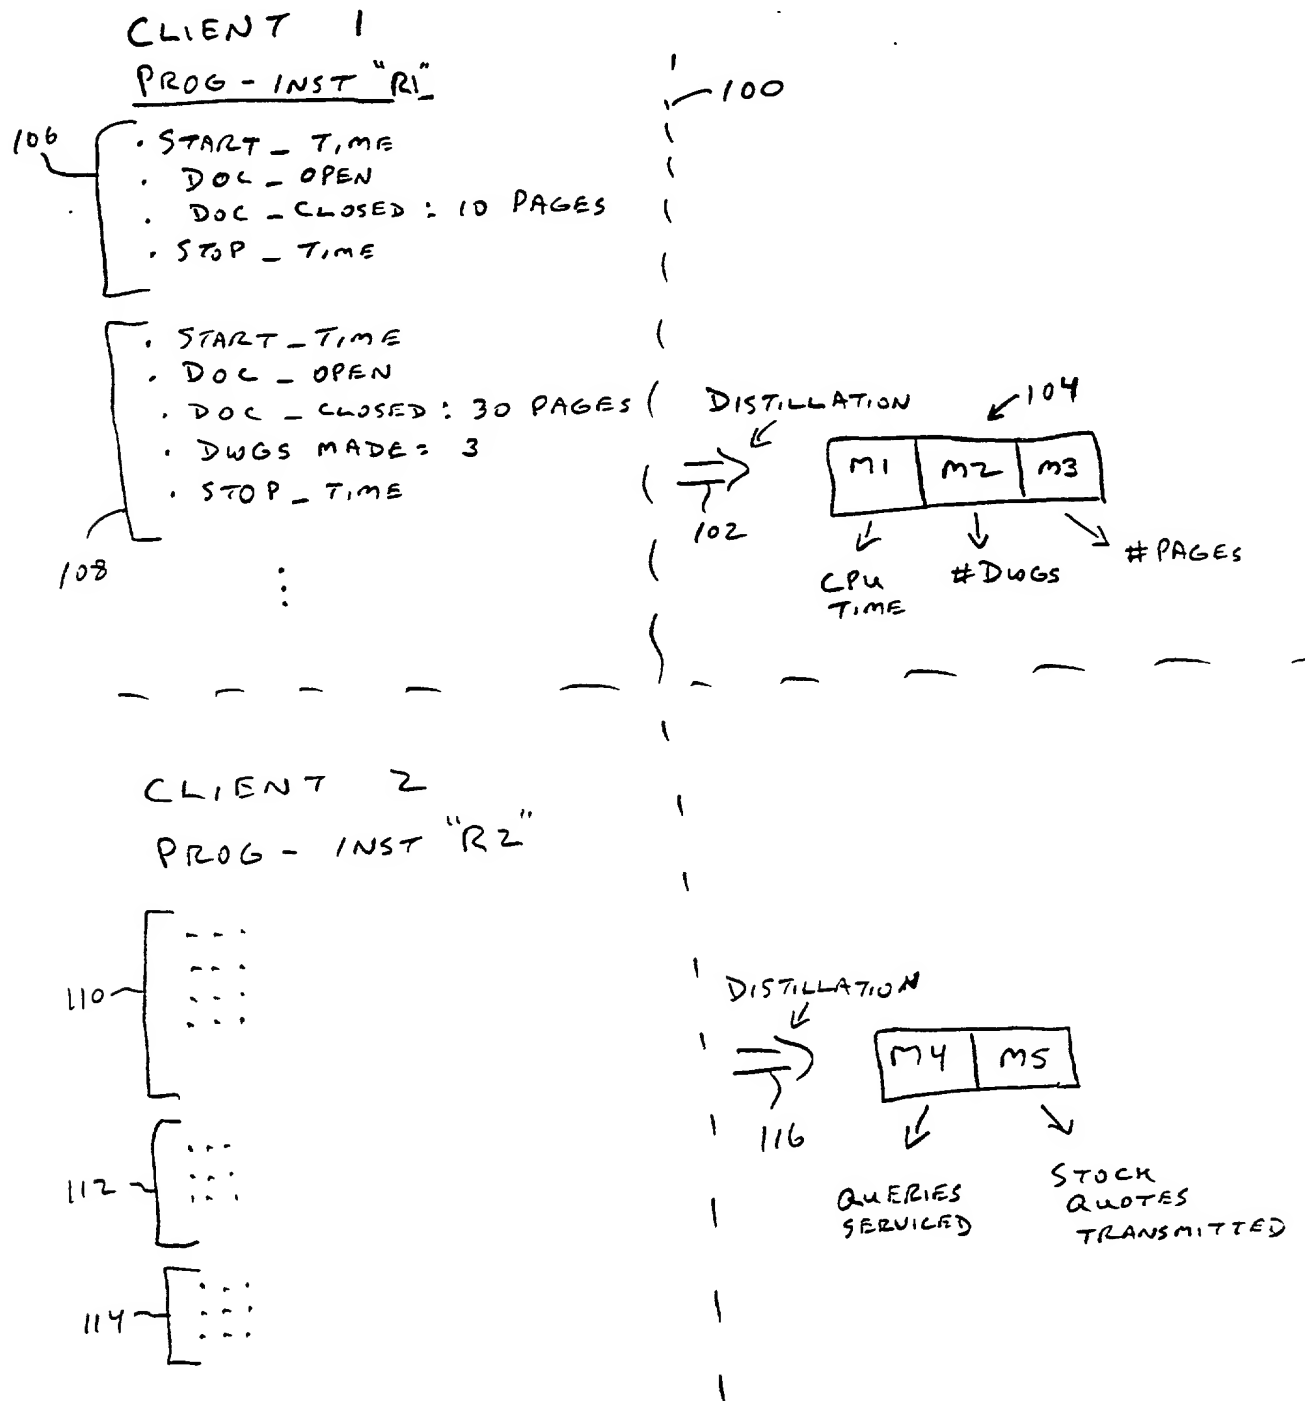 CLIENT 1
PROG - INST "R1"
100
106
· START _ TIME
· DOC _ OPEN
· DOC _ CLOSED : 10 PAGES
· STOP _ TIME
· START _ TIME
· DOC _ OPEN
· DOC _ CLOSED : 30 PAGES
· DWGS MADE = 3
· STOP _ TIME
108
DISTILLATION
104
M1 M2 M3
102
CPU
TIME
#DWGS
#PAGES
CLIENT 2
PROG - INST "R2"
110
112
114
DISTILLATION
M4 M5
116
QUERIES
SERVICED
STOCK
QUOTES
TRANSMITTED